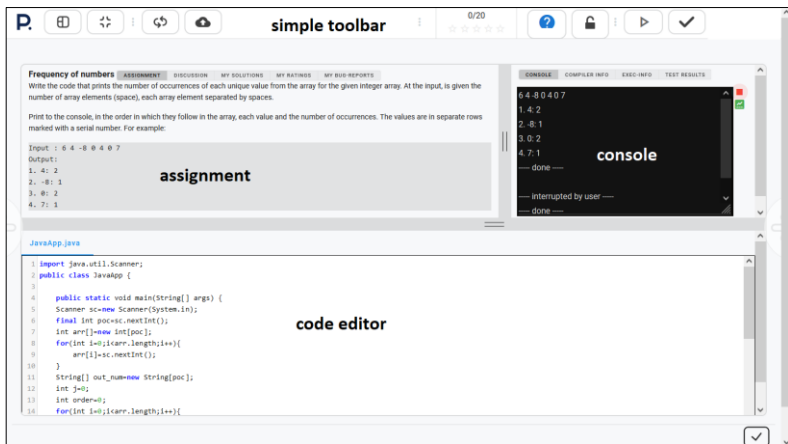 P.
simple toolbar
0/20
Frequency of numbers ASSIGNMENT DISCUSSION MY SOLUTIONS MY RATINGS MY BUG-REPORTS
Write the code that prints the number of occurrences of each unique value from the array for the given integer array. At the input, is given the
number of array elements (space), each array element separated by spaces.
Print to the console, in the order in which they follow in the array, each value and the number of occurrences. The values are in separate rows
marked with a serial number. For example:
Input : 6 4 -8 0 4 0 7
Output:
1. 4: 2
2. -8: 1
3. 0: 2
4. 7: 1
assignment
CONSOLE COMPILER INFO EXEC-INFO TEST RESULTS
6 4 -8 0 4 0 7
1. 4: 2
2. -8: 1
3. 0: 2
4. 7: 1
---- done ----
---- interrupted by user ----
---- done ----
console
JavaApp.java
1 import java.util.Scanner;
2 public class JavaApp {
3
4 public static void main(String[] args) {
5 Scanner sc=new Scanner(System.in);
6 final int poc=sc.nextInt();
7 int arr[]=new int[poc];
8 for(int i=0;i<arr.length;i++){
9 arr[i]=sc.nextInt();
10 }
11 String[] out_num=new String[poc];
12 int j=0;
13 int order=0;
14 for(int i=0;i<arr.length;i++){
code editor